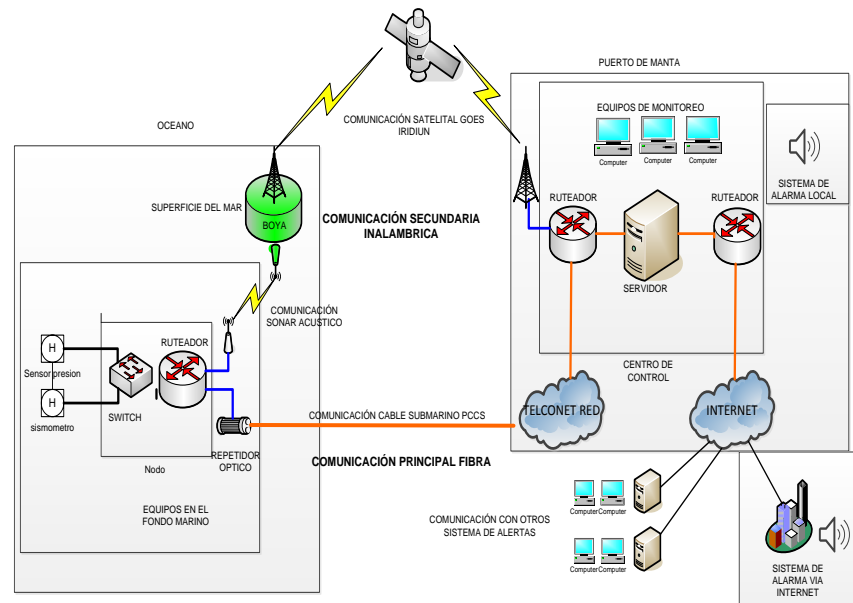 PUERTO DE MANTA
EQUIPOS DE MONITOREO
Computer
Computer
Computer
COMUNICACIÓN SATELITAL GOES
IRIDIUN
OCEANO
SISTEMA DE
ALARMA LOCAL
RUTEADOR
RUTEADOR
SUPERFICIE DEL MAR
BOYA
COMUNICACIÓN SECUNDARIA
INALAMBRICA
SERVIDOR
COMUNICACIÓN
SONAR ACUSTICO
RUTEADOR
H
Sensor presion
H
sismometro
SWITCH
CENTRO DE
CONTROL
TELCONET RED
INTERNET
COMUNICACIÓN CABLE SUBMARINO PCCS
REPETIDOR
OPTICO
COMUNICACIÓN PRINCIPAL FIBRA
Nodo
EQUIPOS EN EL
FONDO MARINO
Computer
Computer
COMUNICACIÓN CON OTROS
SISTEMA DE ALERTAS
Computer
Computer
SISTEMA DE
ALARMA VIA
INTERNET